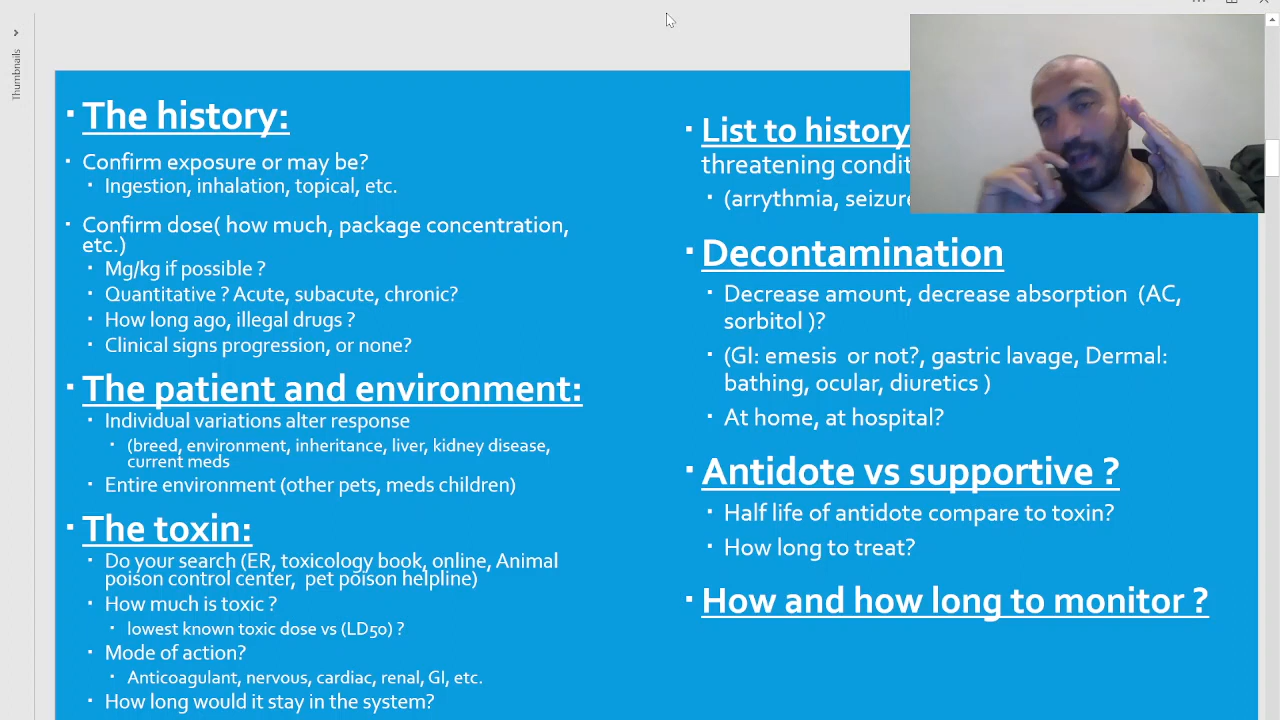 Thumbnails
The history:
Confirm exposure or may be?
Ingestion, inhalation, topical, etc.
Confirm dose( how much, package concentration,
etc.)
Mg/kg if possible ?
Quantitative ? Acute, subacute, chronic?
How long ago, illegal drugs ?
Clinical signs progression, or none?
The patient and environment:
Individual variations alter response
(breed, environment, inheritance, liver, kidney disease,
current meds
Entire environment (other pets, meds children)
The toxin:
Do your search (ER, toxicology book, online, Animal
poison control center,  pet poison helpline)
How much is toxic ?
lowest known toxic dose vs (LD50) ?
Mode of action?
Anticoagulant, nervous, cardiac, renal, GI, etc.
How long would it stay in the system?
List to history
threatening
(arrythmia,
Decontamination
Decrease amount, decrease absorption  (AC,
sorbitol )?
(GI: emesis  or not?, gastric lavage, Dermal:
bathing, ocular, diuretics )
At home, at hospital?
Antidote vs supportive ?
Half life of antidote compare to toxin?
How long to treat?
How and how long to monitor ?